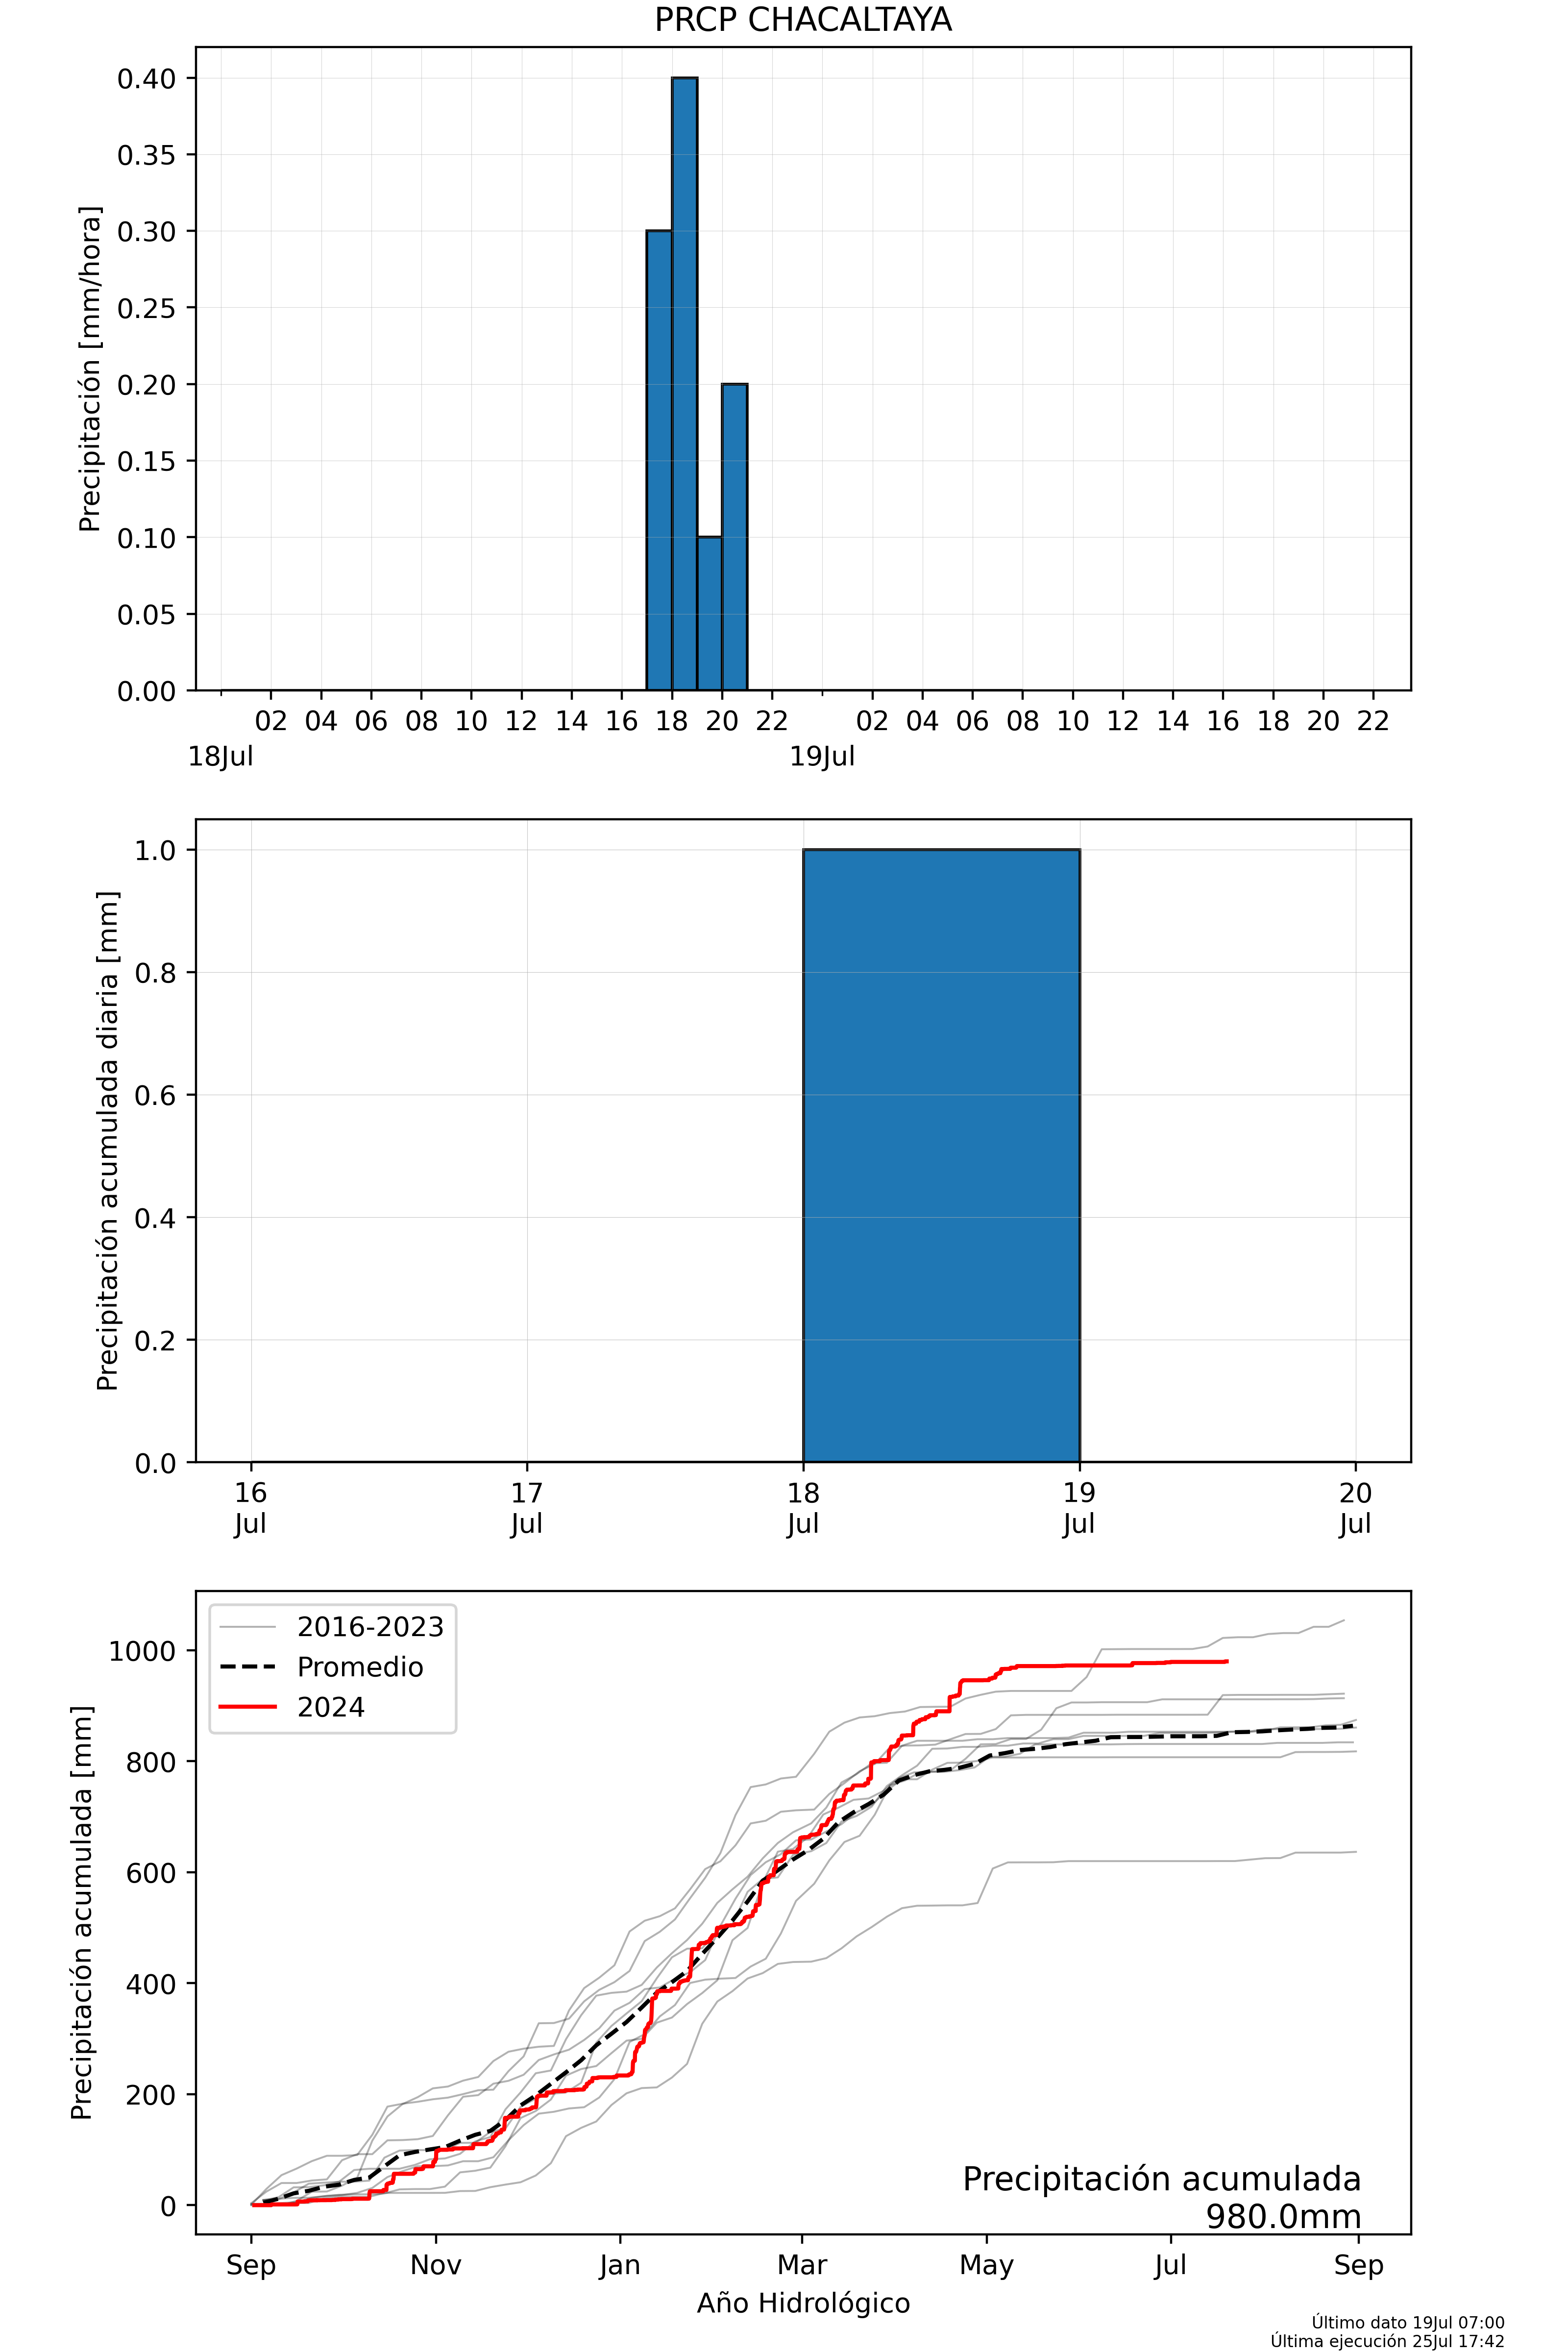 PRCP CHACALTAYA
Precipitación [mm/hora]
0.40
0.35
0.30
0.25
0.20
0.15
0.10
0.05
0.00
02 04 06 08 10 12 14 16 18 20 22 02 04 06 08 10 12 14 16 18 20 22
18Jul 19Jul
Precipitación acumulada diaria [mm]
1.0
0.8
0.6
0.4
0.2
0.0
16 17 18 19 20
Jul Jul Jul Jul Jul
Precipitación acumulada [mm]
1000
800
600
400
200
0
2016-2023
Promedio
2024
Precipitación acumulada
980.0mm
Sep Nov Jan Mar May Jul Sep
Año Hidrológico
Último dato 19Jul 07:00
Última ejecución 25Jul 17:42